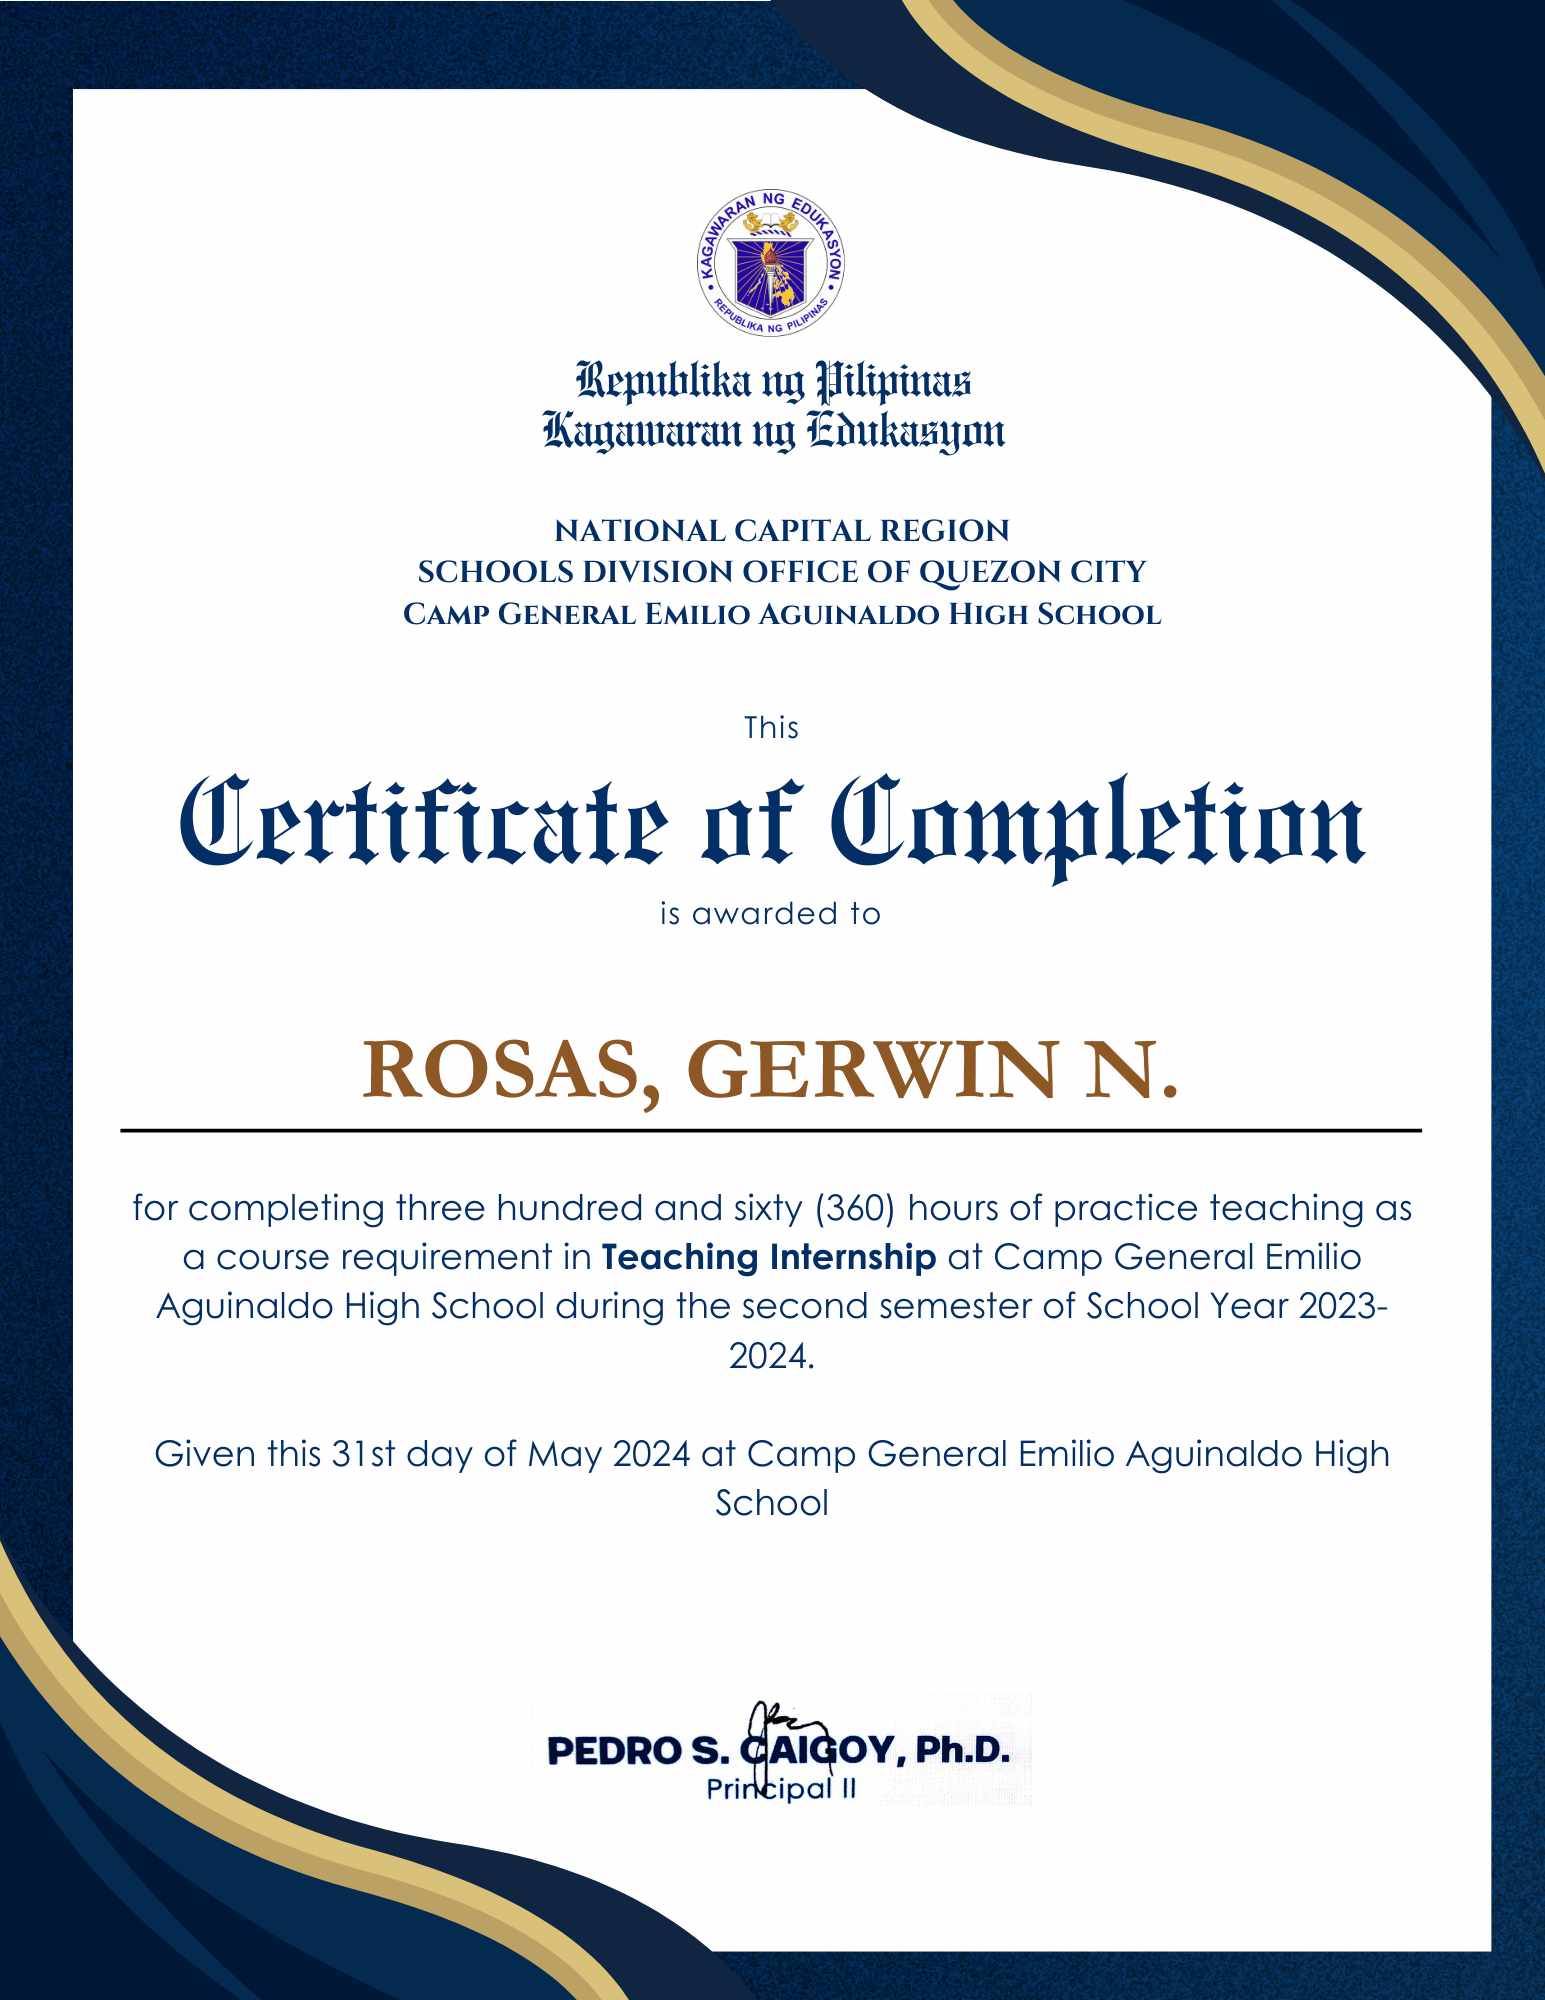 KAGAWARAN NG EDUKASYON
REPUBLIKA NG PILIPINAS
Republika ng Pilipinas
Kagawaran ng Edukasyon
NATIONAL CAPITAL REGION
SCHOOLS DIVISION OFFICE OF QUEZON CITY
Camp General Emilio Aguinaldo High School
This
Certificate of Completion
is awarded to
ROSAS, GERWIN N.
for completing three hundred and sixty (360) hours of practice teaching as
a course requirement in Teaching Internship at Camp General Emilio
Aguinaldo High School during the second semester of School Year 2023-
2024.
Given this 31st day of May 2024 at Camp General Emilio Aguinaldo High
School
PEDRO S. CAIGOY, Ph.D.
Principal II